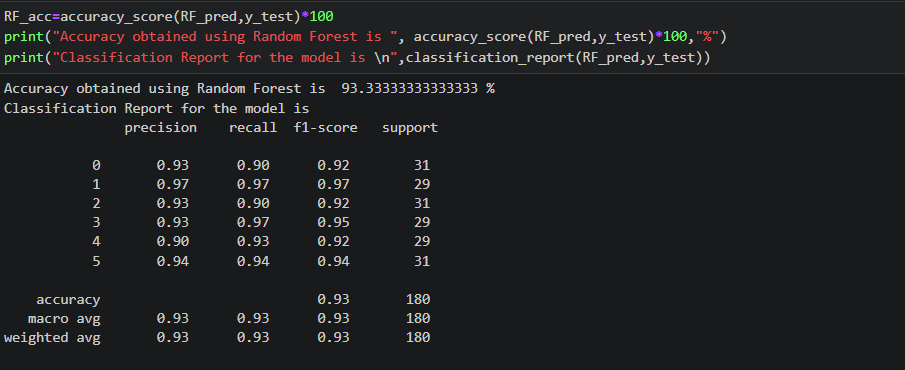 RF_acc=accuracy_score(RF_pred,y_test)*100
print("Accuracy obtained using Random Forest is ", accuracy_score(RF_pred,y_test)*100,"%")
print("Classification Report for the model is \n",classification_report(RF_pred,y_test))
Accuracy obtained using Random Forest is  93.33333333333333 %
Classification Report for the model is
precision    recall  f1-score   support
0       0.93      0.90      0.92        31
1       0.97      0.97      0.97        29
2       0.93      0.90      0.92        31
3       0.93      0.97      0.95        29
4       0.90      0.93      0.92        29
5       0.94      0.94      0.94        31
accuracy                           0.93       180
macro avg       0.93      0.93      0.93       180
weighted avg       0.93      0.93      0.93       180